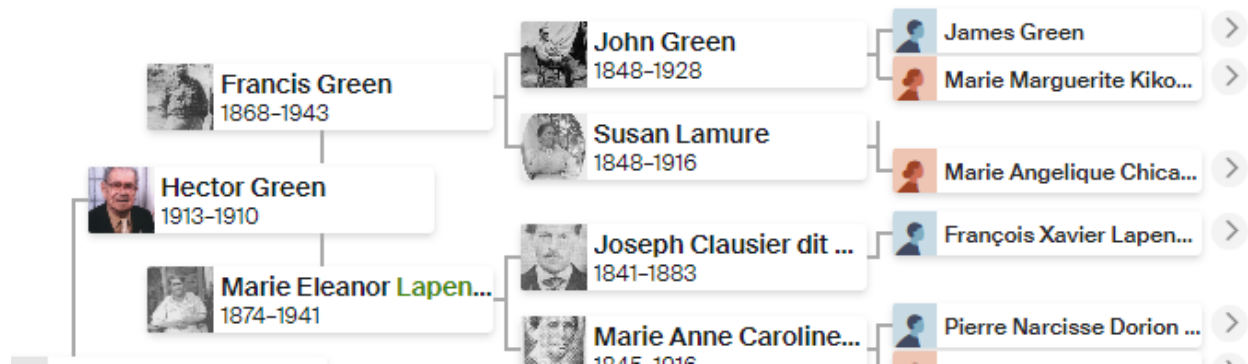 John Green
1848–1928
James Green
Marie Marguerite Kiko...
Francis Green
1868–1943
Susan Lamure
1848–1916
Marie Angelique Chica...
Hector Green
1913–1910
François Xavier Lapen...
Joseph Clausier dit ...
1841–1883
Marie Eleanor Lapen...
1874–1941
Marie Anne Caroline...
1845–1916
Pierre Narcisse Dorion ...